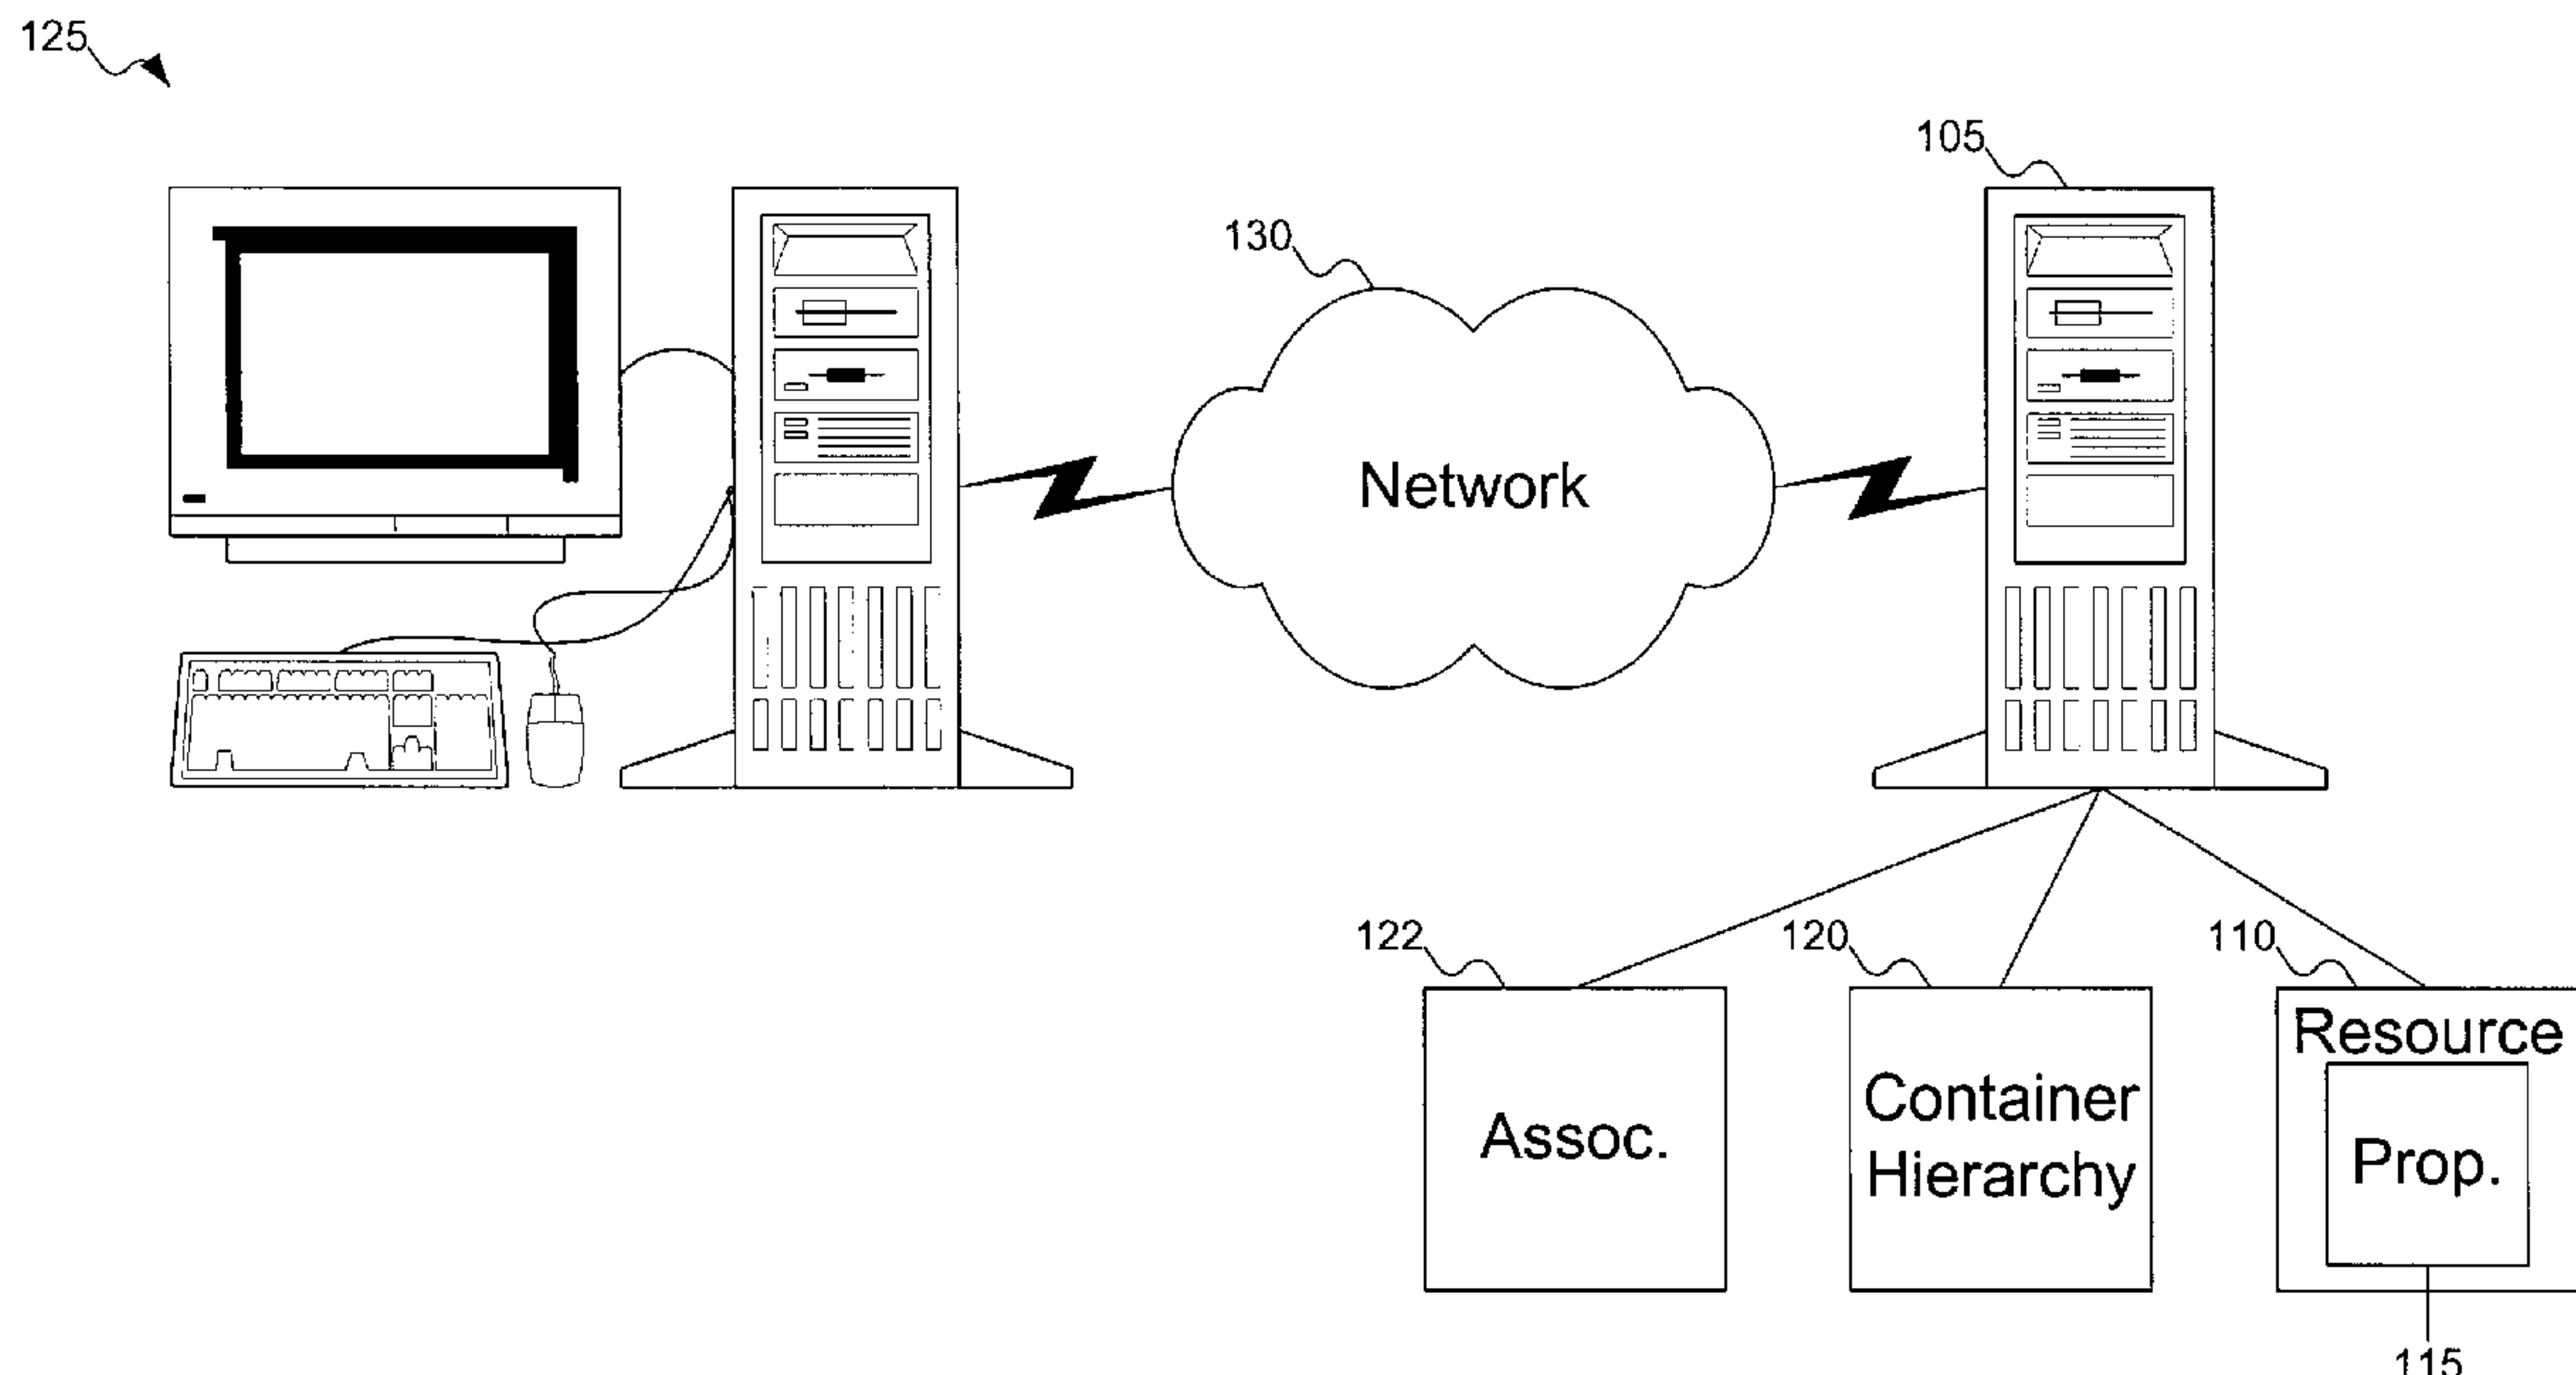 125
105
130
Network
122
120
110
Resource
Assoc.
Container
Hierarchy
Prop.
115